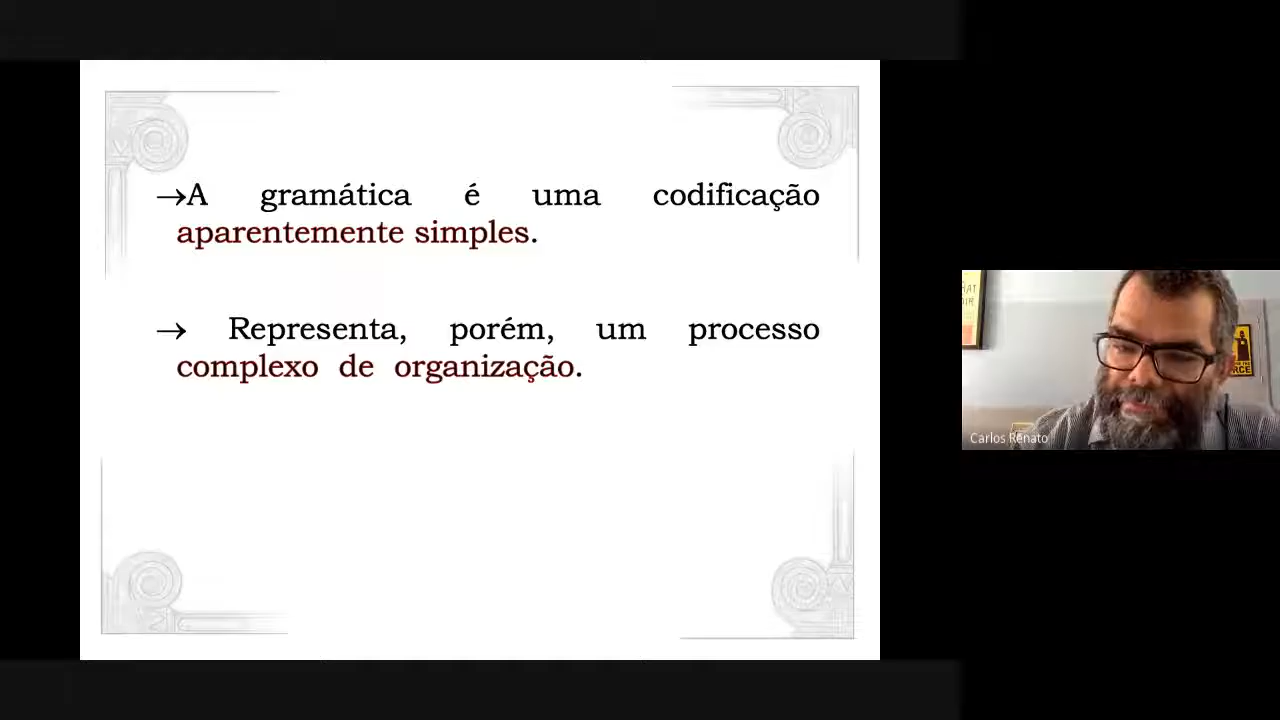 →A gramática é uma codificação
aparentemente simples.
→ Representa, porém, um processo
complexo de organização.
Carlos Renato